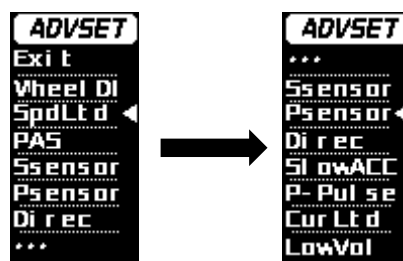 ADVSET
Exit
Wheel DI
SpdLtd
PAS
Ssensor
Psensor
Direc
...
ADVSET
...
Ssensor
Psensor
Direc
SlowACC
P-Pulse
CurLtd
LowVol